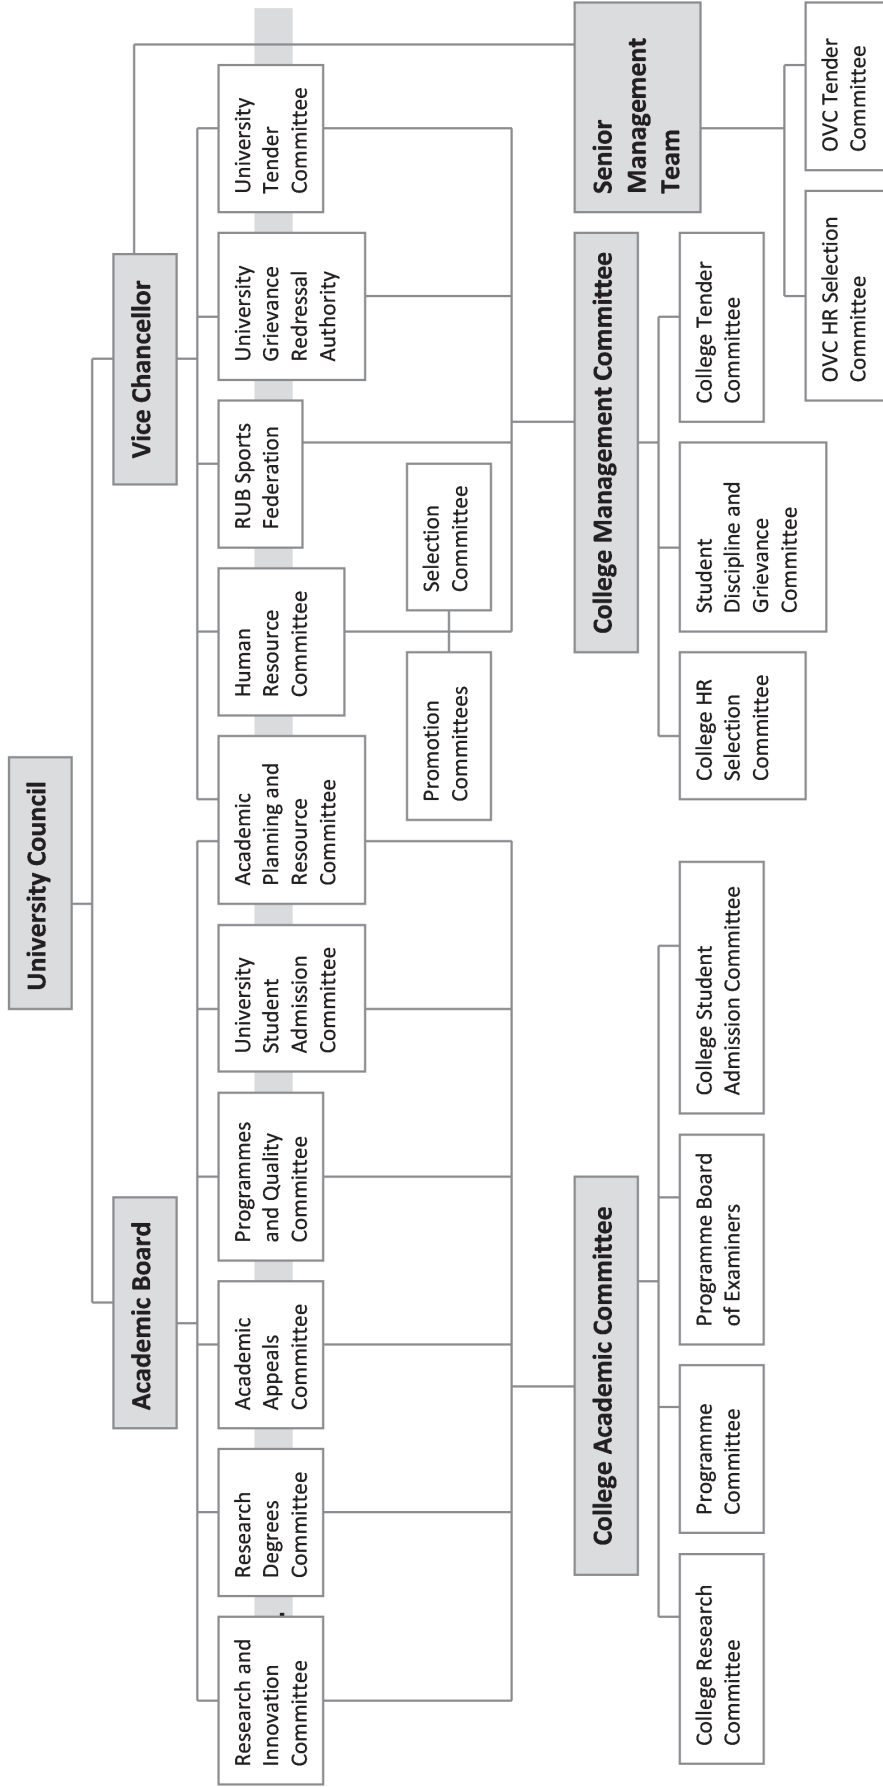 University Council
Academic Board
Vice Chancellor
Research and
Innovation
Committee
Research
Degrees
Committee
Academic
Appeals
Committee
Programmes
and Quality
Committee
University
Student
Admission
Committee
Academic
Planning and
Resource
Committee
Human
Resource
Committee
RUB Sports
Federation
University
Grievance
Redressal
Authority
University
Tender
Committee
Promotion
Committees
Selection
Committee
College Academic Committee
College Management Committee
Senior
Management
Team
College Research
Committee
Programme
Committee
Programme Board
of Examiners
College Student
Admission Committee
College HR
Selection
Committee
Student
Discipline and
Grievance
Committee
College Tender
Committee
OVC HR Selection
Committee
OVC Tender
Committee